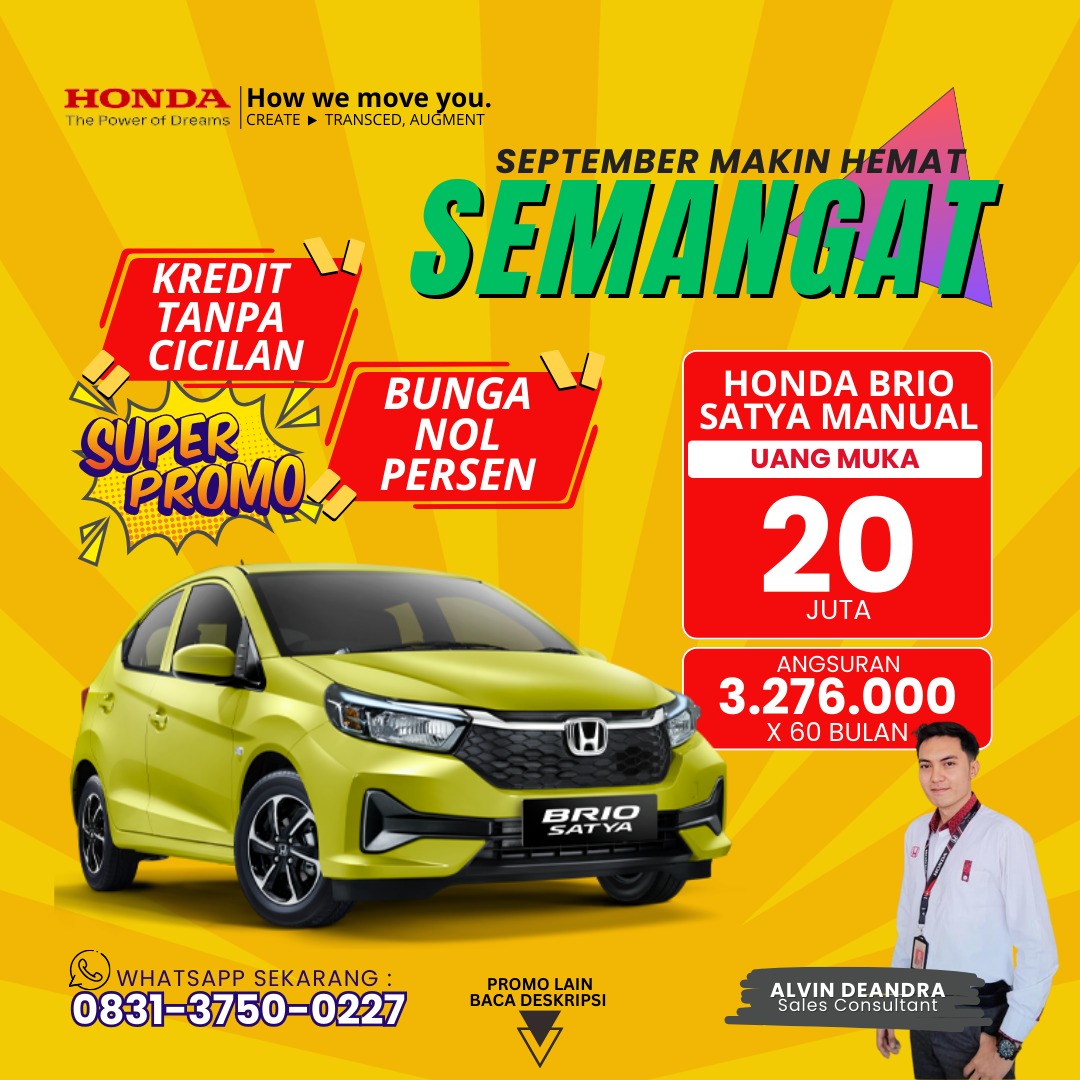 HONDA
The Power of Dreams
How we move you.
CREATE ► TRANSCED, AUGMENT
SEPTEMBER MAKIN HEMAT
SEMANGAT
KREDIT
TANPA
CICILAN
BUNGA
NOL
PERSEN
SUPER
PROMO
HONDA BRIO
SATYA MANUAL
UANG MUKA
20
JUTA
ANGSURAN
3.276.000
X 60 BULAN
BRIO
SATYA
HONDA
WHATSAPP SEKARANG :
0831-3750-0227
PROMO LAIN
BACA DESKRIPSI
ALVIN DEANDRA
Sales Consultant